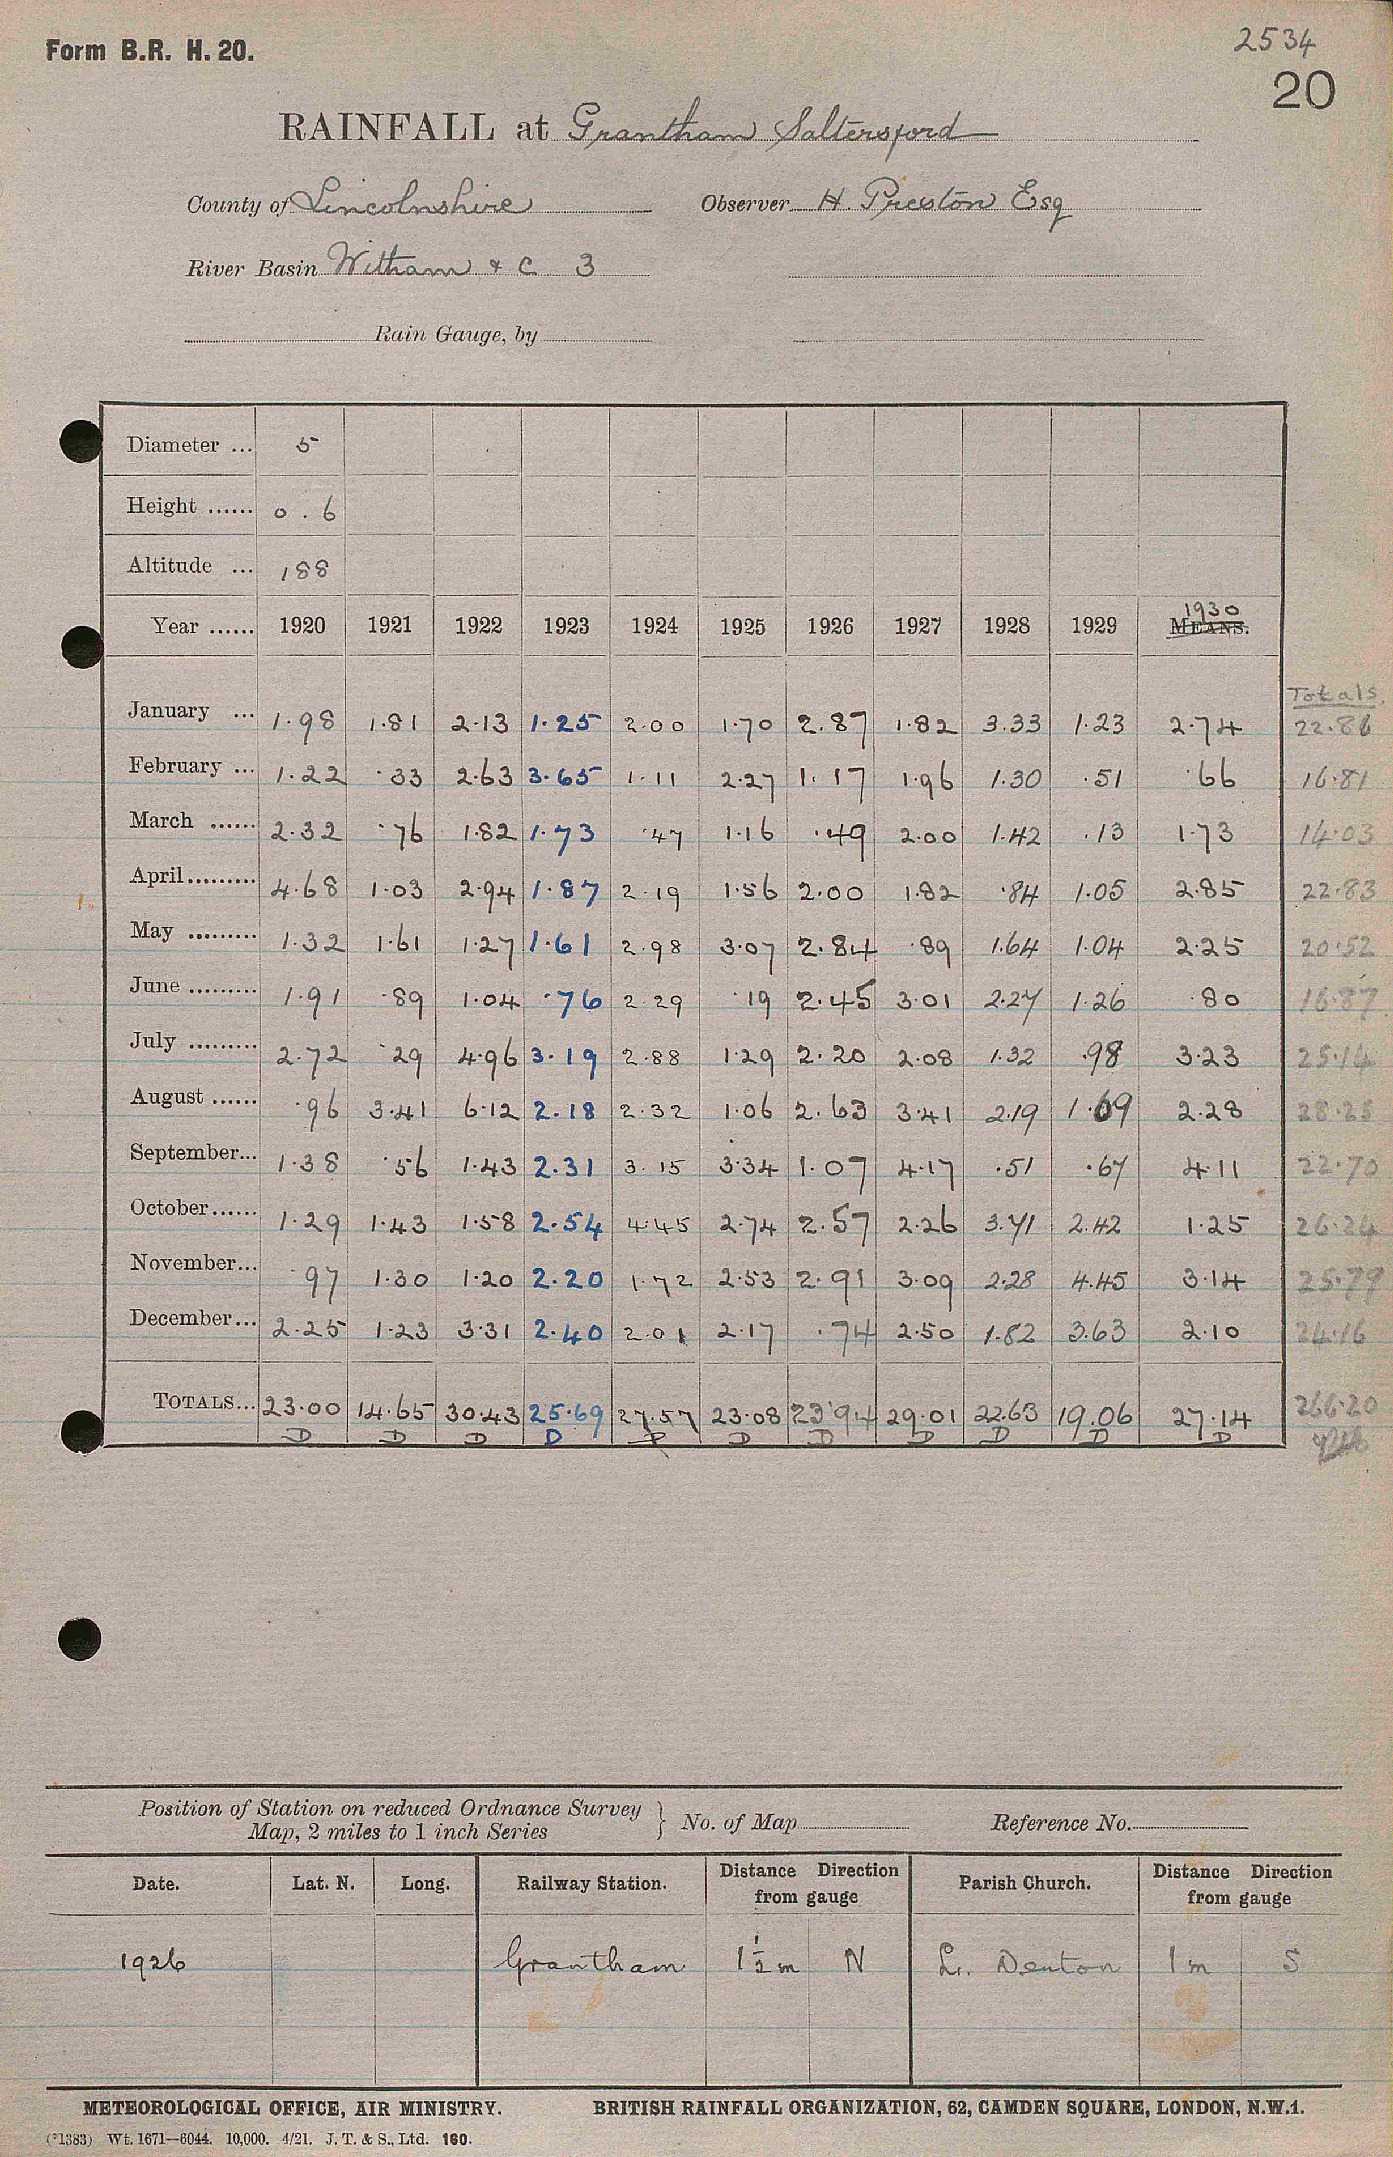 Form B.R. H. 20.
2534
20
RAINFALL at Grantham Saltersford
County of Lincolnshire Observer H. Preston Esq
River Basin Witham & C 3
Rain Gauge, by
Diameter ... 5
Height ...... 0 . 6
Altitude ... 188
1930
Year ...... 1920 1921 1922 1923 1924 1925 1926 1927 1928 1929 MEANS.
Totals
January ... 1.98 1.81 2.13 1.25 2.00 1.70 2.87 1.82 3.33 1.23 2.74 22.86
February ... 1.22 .33 2.63 3.65 1.11 2.27 1.17 1.96 1.30 .51 .66 16.81
March ...... 2.32 .76 1.82 1.73 .47 1.16 .49 2.00 1.42 .13 1.73 14.03
April ......... 4.68 1.03 2.94 1.87 2.19 1.56 2.00 1.82 .84 1.05 2.85 22.83
May ......... 1.32 1.61 1.27 1.61 2.98 3.07 2.84 .89 1.64 1.04 2.25 20.52
June ......... 1.91 .89 1.04 .76 2.29 .19 2.45 3.01 2.27 1.26 .80 16.87
July ......... 2.72 .29 4.96 3.19 2.88 1.29 2.20 2.08 1.32 .98 3.23 25.14
August ...... .96 3.41 6.12 2.18 2.32 1.06 2.63 3.41 2.19 1.69 2.28 28.25
September... 1.38 .56 1.43 2.31 3.15 3.34 1.07 4.17 .51 .67 4.11 22.70
October...... 1.29 1.43 1.58 2.54 4.45 2.74 2.57 2.26 3.71 2.42 1.25 26.24
November... .97 1.30 1.20 2.20 1.72 2.53 2.91 3.09 2.28 4.45 3.14 25.79
December... 2.25 1.23 3.31 2.40 2.01 2.17 .74 2.50 1.82 3.63 2.10 24.16
TOTALS... 23.00 14.65 30.43 25.69 27.57 23.08 23.94 29.01 22.63 19.06 27.14 266.20
D D D D D D D D D D D
Position of Station on reduced Ordnance Survey
Map, 2 miles to 1 inch Series } No. of Map Reference No.
Date. Lat. N. Long. Railway Station. Distance Direction from gauge Parish Church. Distance Direction from gauge
1926 Grantham 1½ m N Lr. Denton 1 m S
METEOROLOGICAL OFFICE, AIR MINISTRY. BRITISH RAINFALL ORGANIZATION, 62, CAMDEN SQUARE, LONDON, N.W.1.
(*1383) Wt. 1671—6044. 10,000. 4/21. J. T. & S., Ltd. 160.